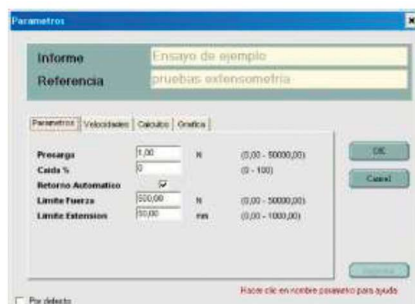 Parametros
Informe Ensayo de ejemplo
Referencia pruebas extensometria
Parametros Velocidades Calculos Grafica
Precarga 1,00 N (0,00 - 50000,00)
Caida % 0 (0 - 100)
Retorno Automatico
Limite Fuerza 500,00 N (0,00 - 50000,00)
Limite Extension 50,00 mm (0,00 - 1000,00)
OK
Cancel
Hacer clic en nombre parametro para ayuda
Por defecto